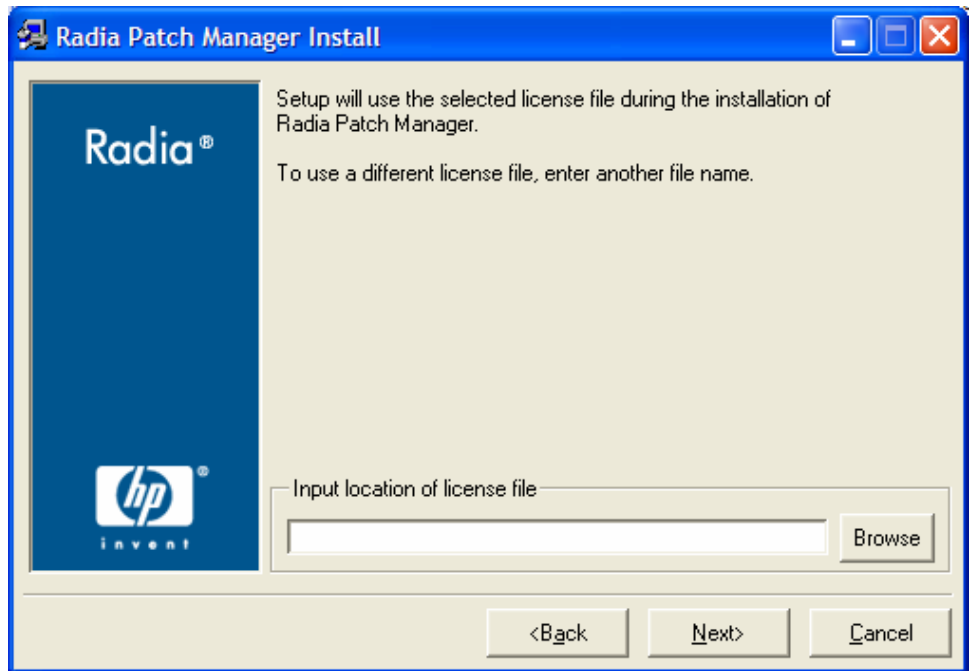 Radia Patch Manager Install
Radia®
Setup will use the selected license file during the installation of
Radia Patch Manager.
To use a different license file, enter another file name.
hp®
invent
Input location of license file
Browse
<Back
Next>
Cancel